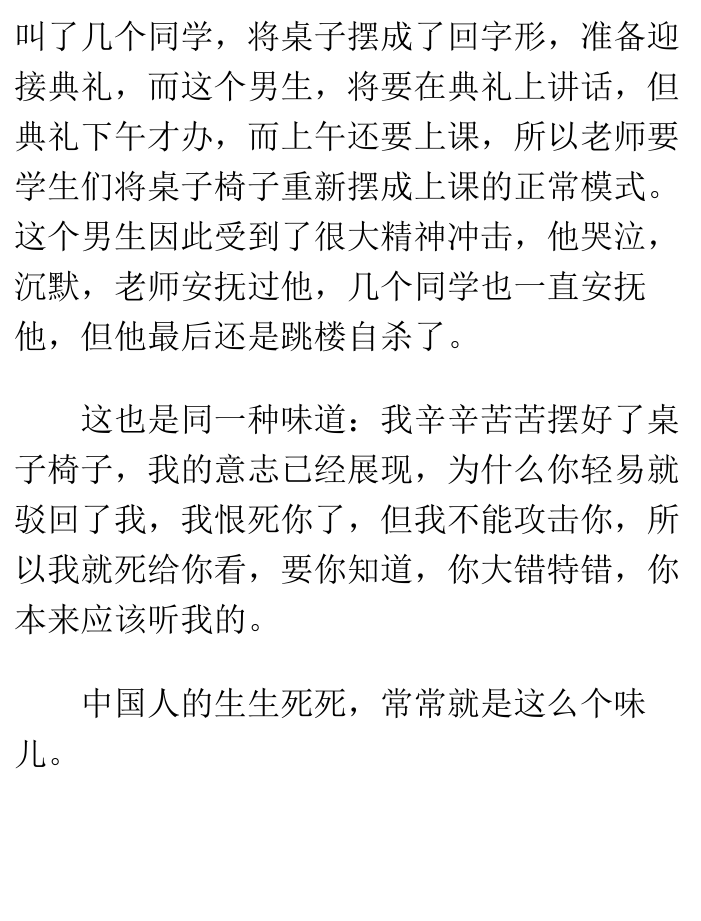 叫了几个同学，将桌子摆成了回字形，准备迎
接典礼，而这个男生，将要在典礼上讲话，但
典礼下午才办，而上午还要上课，所以老师要
学生们将桌子椅子重新摆成上课的正常模式。
这个男生因此受到了很大精神冲击，他哭泣，
沉默，老师安抚过他，几个同学也一直安抚
他，但他最后还是跳楼自杀了。
这也是同一种味道：我辛辛苦苦摆好了桌
子椅子，我的意志已经展现，为什么你轻易就
驳回了我，我恨死你了，但我不能攻击你，所
以我就死给你看，要你知道，你大错特错，你
本来应该听我的。
中国人的生生死死，常常就是这么个味
儿。